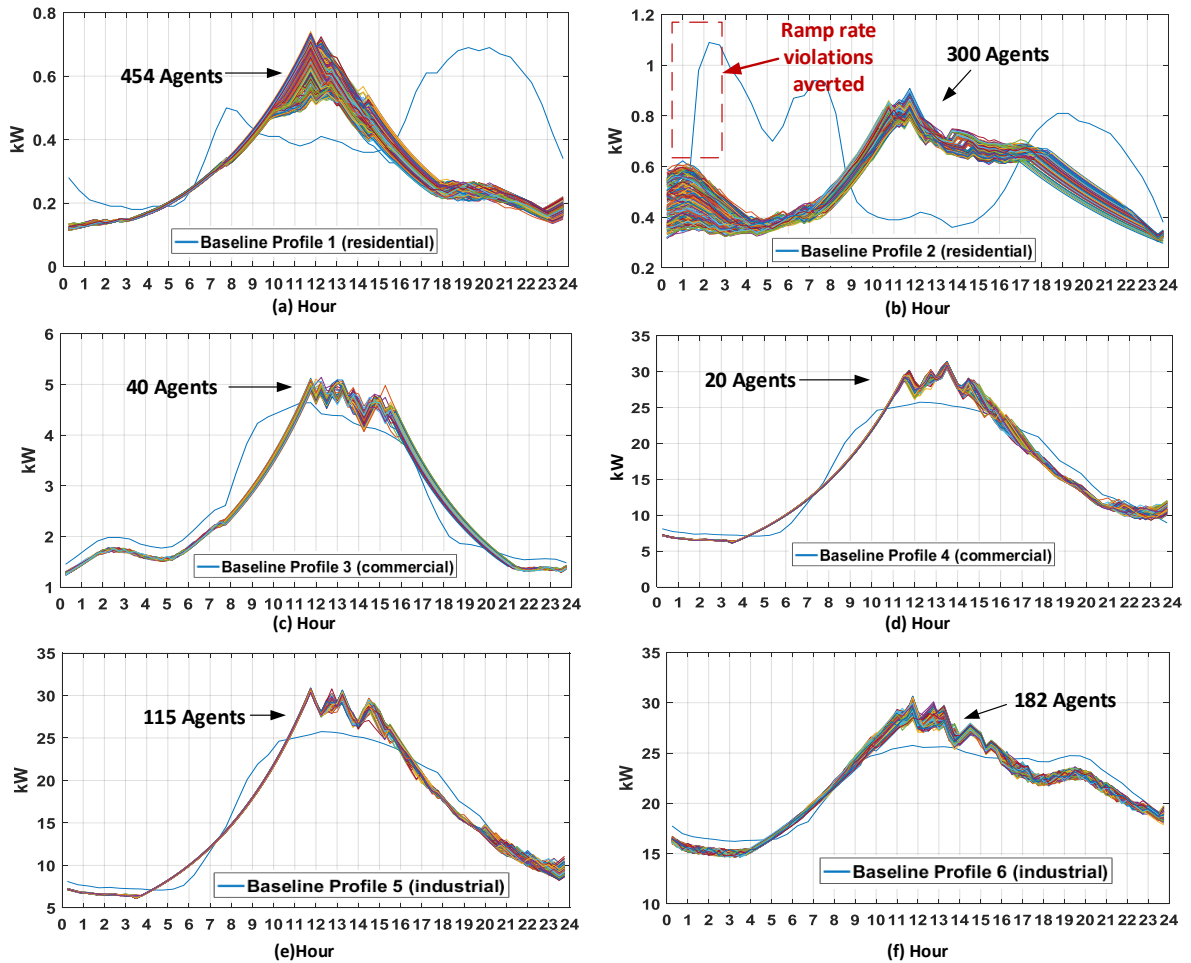 0.8
0.6
0.4
0.2
0
kW
454 Agents
Baseline Profile 1 (residential)
0 1 2 3 4 5 6 7 8 9 10 11 12 13 14 15 16 17 18 19 20 22 22 23 24
(a) Hour
1.2
1
0.8
0.6
0.4
0.2
kW
Ramp rate
violations
averted
300 Agents
Baseline Profile 2 (residential)
0 1 2 3 4 5 6 7 8 9 10 11 12 13 14 15 16 17 18 19 20 22 22 23 24
(b) Hour
6
5
4
3
2
1
kW
40 Agents
Baseline Profile 3 (commercial)
0 1 2 3 4 5 6 7 8 9 10 11 12 13 14 15 16 17 18 19 20 22 22 23 24
(c) Hour
35
30
25
20
15
10
5
kW
20 Agents
Baseline Profile 4 (commercial)
0 1 2 3 4 5 6 7 8 9 10 11 12 13 14 15 16 17 18 19 20 22 22 23 24
(d) Hour
35
30
25
20
15
10
5
kW
115 Agents
Baseline Profile 5 (industrial)
0 1 2 3 4 5 6 7 8 9 10 11 12 13 14 15 16 17 18 19 20 22 22 23 24
(e)Hour
35
30
25
20
15
10
kW
182 Agents
Baseline Profile 6 (industrial)
0 1 2 3 4 5 6 7 8 9 10 11 12 13 14 15 16 17 18 19 20 22 22 23 24
(f) Hour